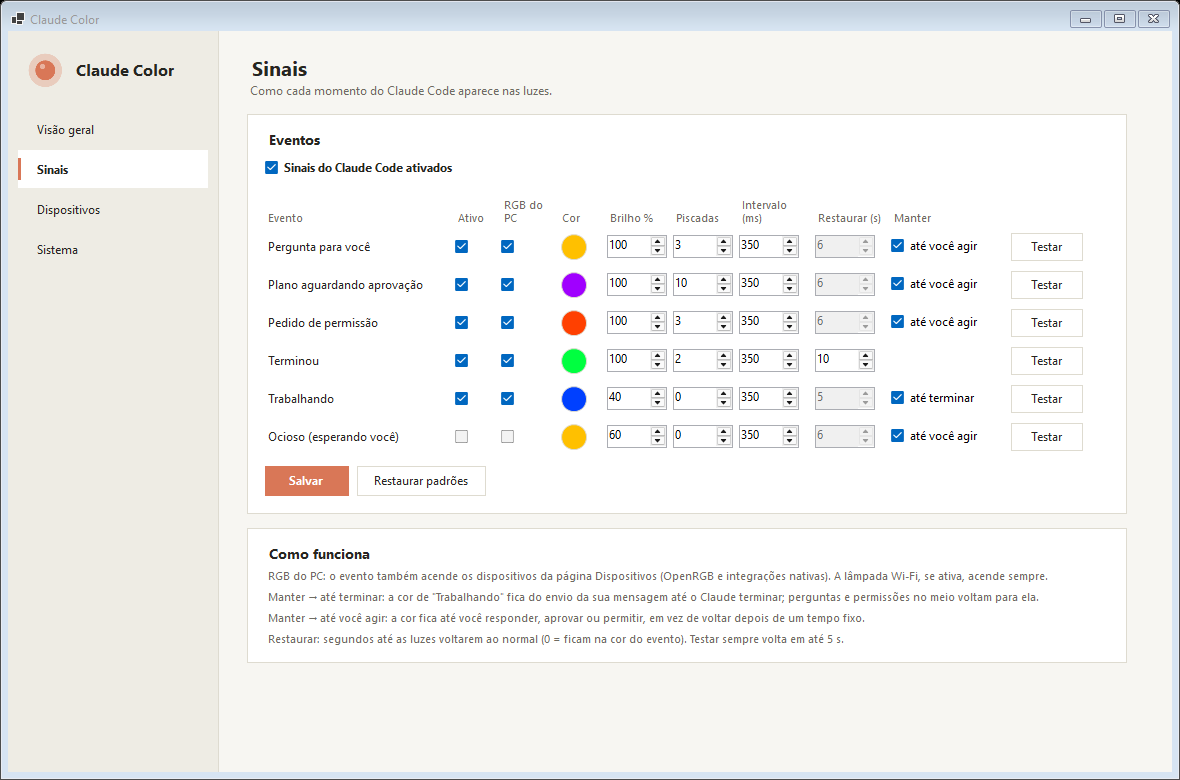 Claude Color
Claude Color
Visão geral
Sinais
Dispositivos
Sistema
Sinais
Como cada momento do Claude Code aparece nas luzes.
Eventos
Sinais do Claude Code ativados
Evento Ativo RGB do PC Cor Brilho % Piscadas Intervalo (ms) Restaurar (s) Manter
Pergunta para você 100 3 350 6 até você agir Testar
Plano aguardando aprovação 100 10 350 6 até você agir Testar
Pedido de permissão 100 3 350 6 até você agir Testar
Terminou 100 2 350 10 Testar
Trabalhando 40 0 350 5 até terminar Testar
Ocioso (esperando você) 60 0 350 6 até você agir Testar
Salvar Restaurar padrões
Como funciona
RGB do PC: o evento também acende os dispositivos da página Dispositivos (OpenRGB e integrações nativas). A lâmpada Wi-Fi, se ativa, acende sempre.
Manter → até terminar: a cor de "Trabalhando" fica do envio da sua mensagem até o Claude terminar; perguntas e permissões no meio voltam para ela.
Manter → até você agir: a cor fica até você responder, aprovar ou permitir, em vez de voltar depois de um tempo fixo.
Restaurar: segundos até as luzes voltarem ao normal (0 = ficam na cor do evento). Testar sempre volta em até 5 s.